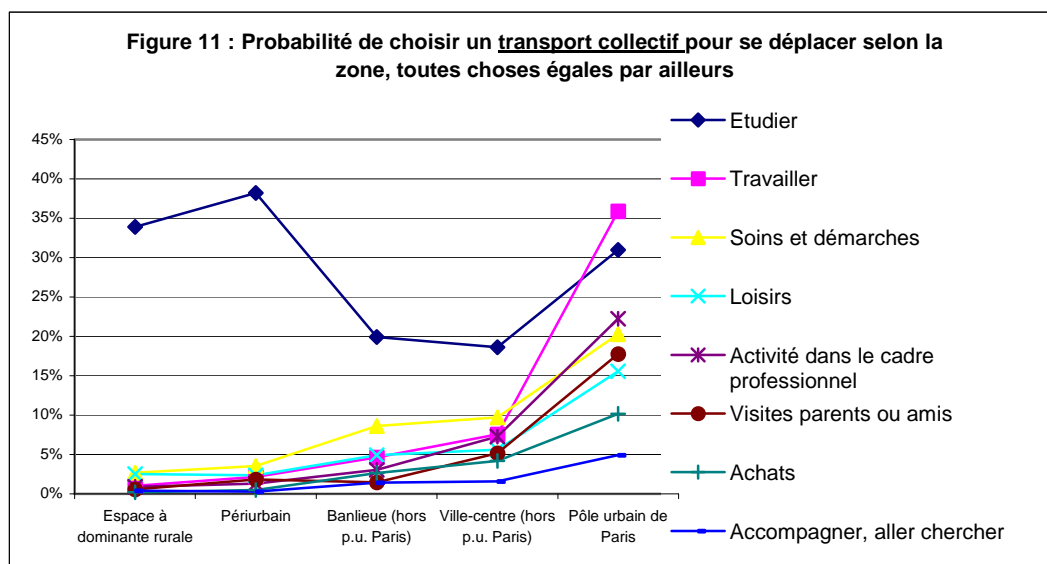 Figure 11 : Probabilité de choisir un transport collectif pour se déplacer selon la
zone, toutes choses égales par ailleurs
45%
40%
35%
30%
25%
20%
15%
10%
5%
0%
Espace à
dominante rurale
Périurbain
Banlieue (hors
p.u. Paris)
Ville-centre (hors
p.u. Paris)
Pôle urbain de
Paris
Etudier
Travailler
Soins et démarches
Loisirs
Activité dans le cadre
professionnel
Visites parents ou amis
Achats
Accompagner, aller chercher